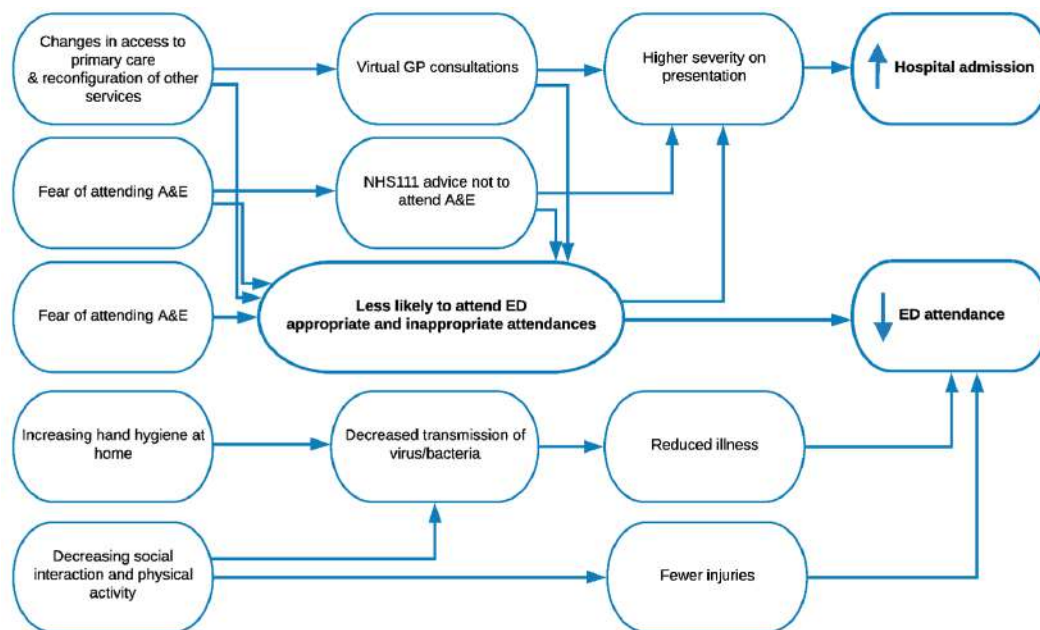 Changes in access to
primary care
& reconfiguration of other
services
Virtual GP consultations
Higher severity on
presentation
Hospital admission
Fear of attending A&E
NHS111 advice not to
attend A&E
Fear of attending A&E
Less likely to attend ED
appropriate and inappropriate attendances
ED attendance
Increasing hand hygiene at
home
Decreased transmission of
virus/bacteria
Reduced illness
Decreasing social
interaction and physical
activity
Fewer injuries